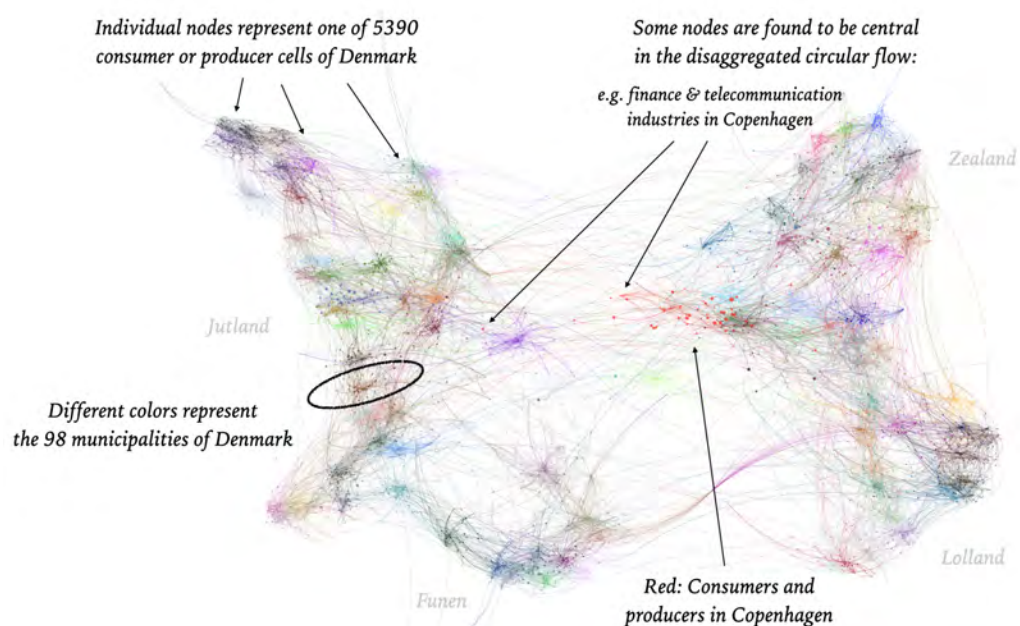 Individual nodes represent one of 5390
consumer or producer cells of Denmark
Some nodes are found to be central
in the disaggregated circular flow:
e.g. finance & telecommunication
industries in Copenhagen
Zealand
Jutland
Different colors represent
the 98 municipalities of Denmark
Lolland
Funen
Red: Consumers and
producers in Copenhagen